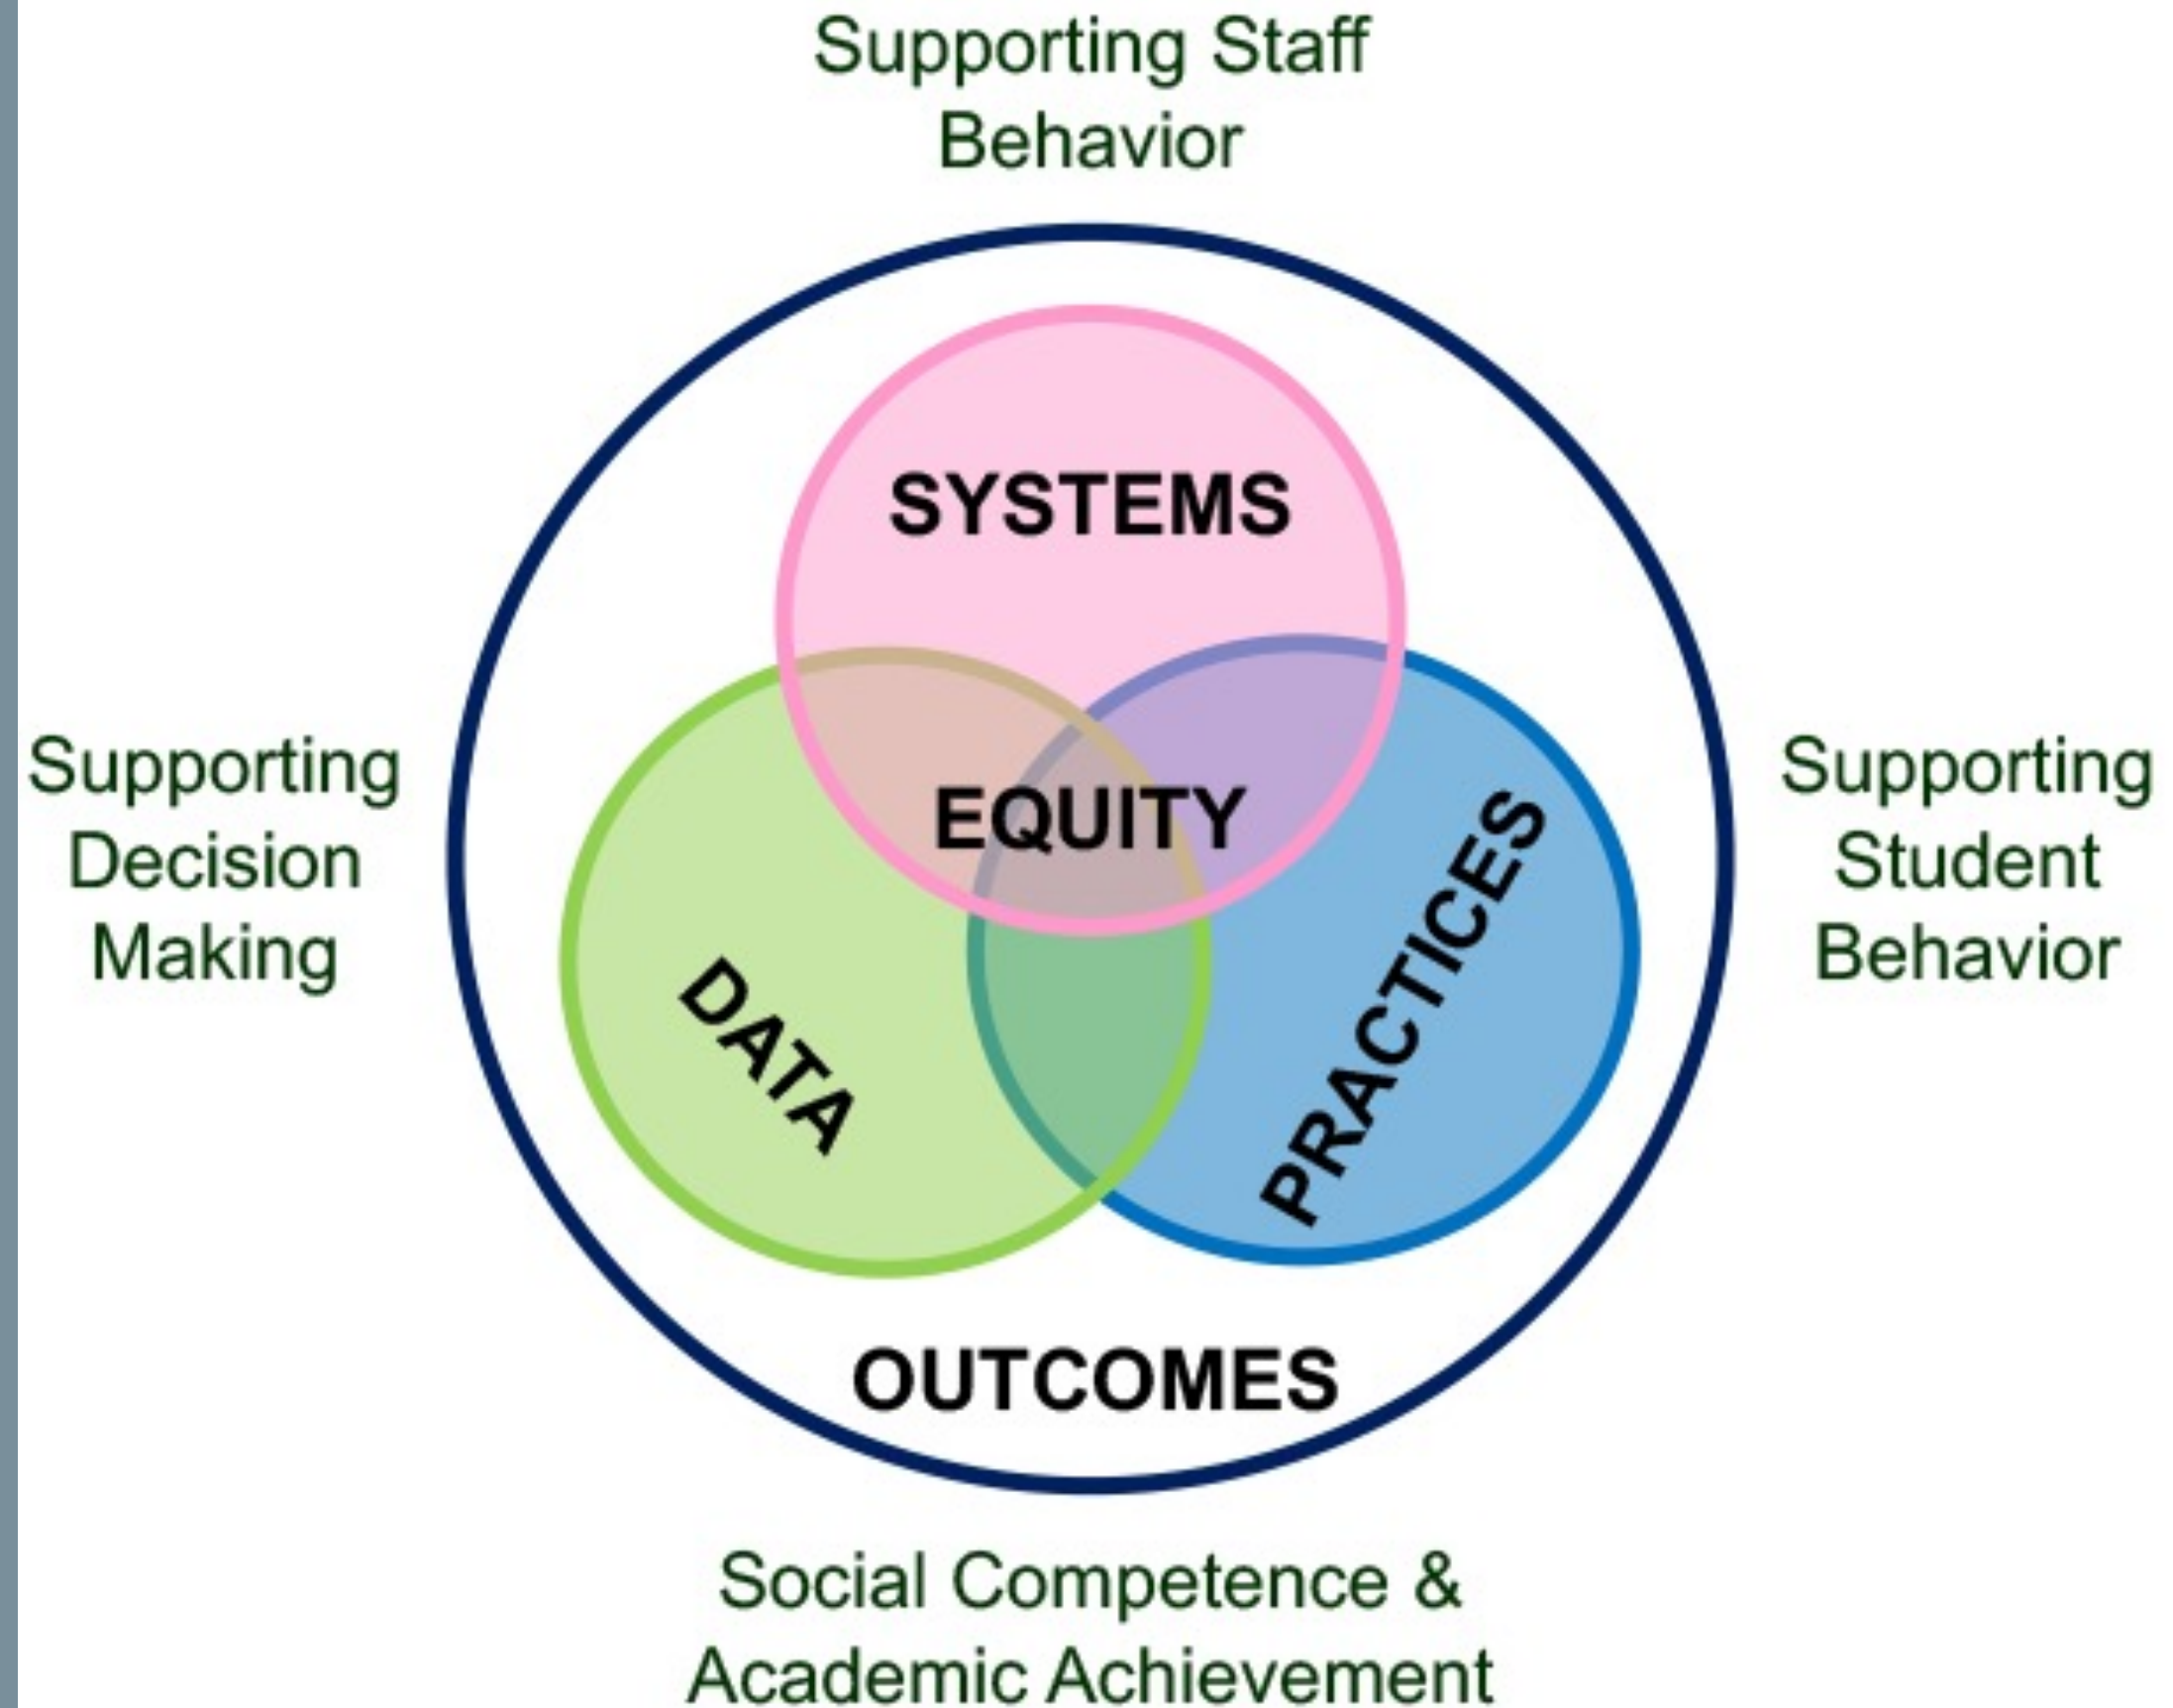 Supporting Staff
Behavior
SYSTEMS
Supporting
Decision
Making
EQUITY
Supporting
Student
Behavior
DATA
PRACTICES
OUTCOMES
Social Competence &
Academic Achievement